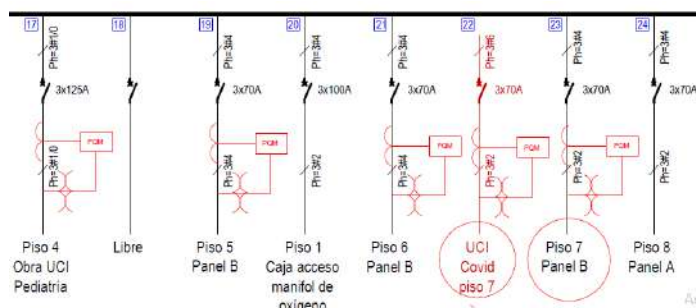 17 18 19 20 21 22 23 24
Ph=3#1/0 Ph=3#4 Ph=3#4 Ph=3#4 Ph=3#6 Ph=3#4 Ph=3#4
3x125A 3x70A 3x100A 3x70A 3x70A 3x70A 3x70A
PQM PQM PQM PQM PQM
Ph=3#1/0 Ph=3#4 Ph=3#2 Ph=3#4 Ph=3#2 Ph=3#2 Ph=3#2
Piso 4 Libre Piso 5 Piso 1 Piso 6 UCI Piso 7 Piso 8
Obra UCI Panel B Caja acceso Panel B Covid Panel B Panel A
Pediatria manifol de piso 7
oxígeno